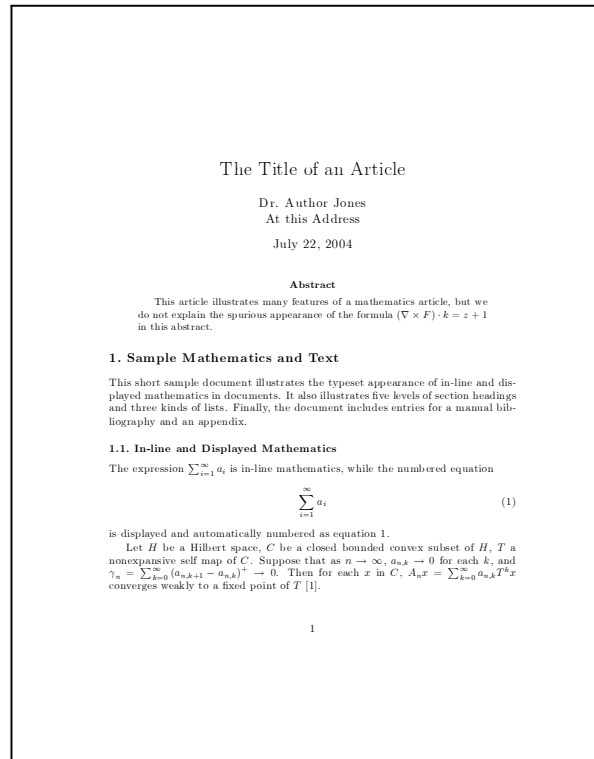 The Title of an Article
Dr. Author Jones
At this Address
July 22, 2004
Abstract
This article illustrates many features of a mathematics article, but we
do not explain the spurious appearance of the formula (∇ × F) · k = z + 1
in this abstract.
1. Sample Mathematics and Text
This short sample document illustrates the typeset appearance of in-line and dis-
played mathematics in documents. It also illustrates five levels of section headings
and three kinds of lists. Finally, the document includes entries for a manual bib-
liography and an appendix.
1.1. In-line and Displayed Mathematics
The expression ∑_{i=1}^{∞} a_i is in-line mathematics, while the numbered equation
∑_{i=1}^{∞} a_i (1)
is displayed and automatically numbered as equation 1.
Let H be a Hilbert space, C be a closed bounded convex subset of H, T a
nonexpansive self map of C. Suppose that as n → ∞, a_{n,k} → 0 for each k, and
γ_n = ∑_{k=0}^{∞} (a_{n,k+1} − a_{n,k})^+ → 0. Then for each x in C, A_n x = ∑_{k=0}^{∞} a_{n,k} T^k x
converges weakly to a fixed point of T [1].
1